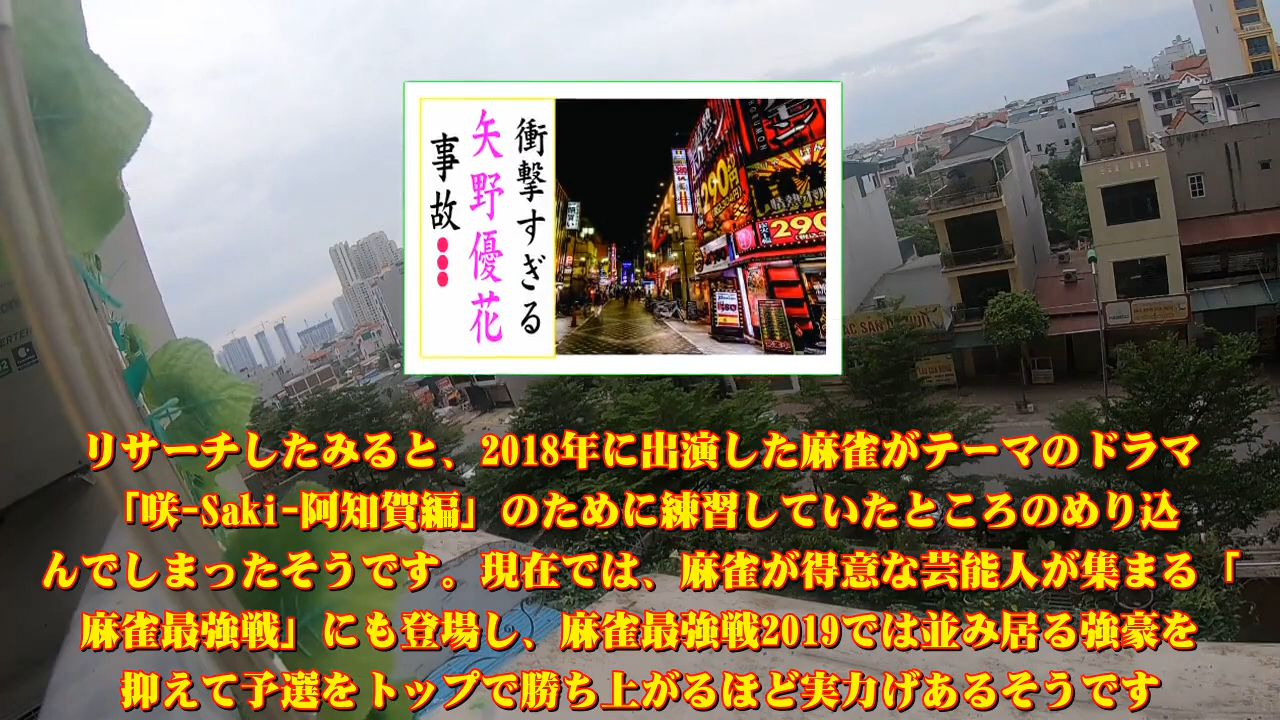 衝撃すぎる
矢野優花
事故•••
290円
290
リサーチしたみると、2018年に出演した麻雀がテーマのドラマ
「咲-Saki-阿知賀編」のために練習していたところのめり込
んでしまったそうです。現在では、麻雀が得意な芸能人が集まる「
麻雀最強戦」にも登場し、麻雀最強戦2019では並み居る強豪を
抑えて予選をトップで勝ち上がるほど実力げあるそうです